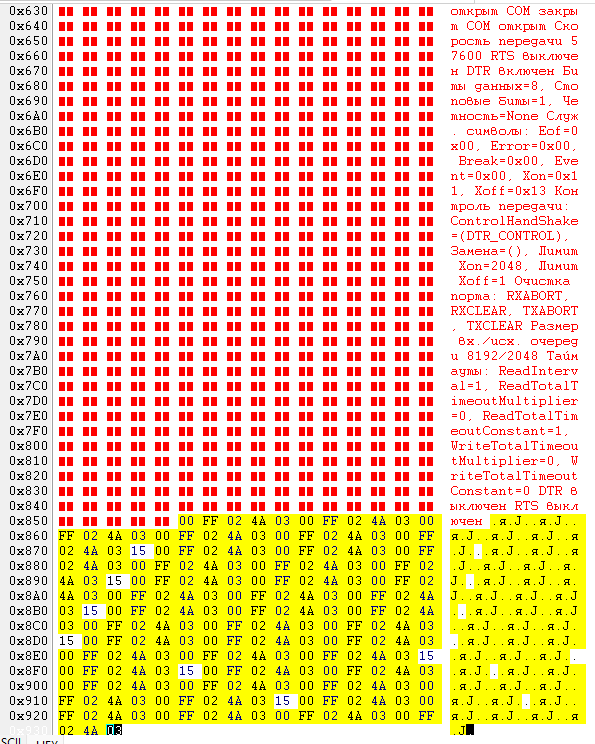 0x630 открыт COM закры
0x640 т COM открыт Ско
0x650 рость передачи 5
0x660 7600 RTS выключе
0x670 н DTR включен Би
0x680 ты данных=8, Сто
0x690 повые биты=1, Че
0x6A0 тность=None Служ
0x6B0 . символы: Eof=0
0x6C0 x00, Error=0x00,
0x6D0 Break=0x00, Eve
0x6E0 nt=0x00, Xon=0x1
0x6F0 1, Xoff=0x13 Кон
0x700 троль передачи:
0x710 ControlHandShake
0x720 =(DTR_CONTROL),
0x730 Замена=(), Лимит
0x740 Xon=2048, Лимит
0x750 Xoff=1 Очистка
0x760 порта: RXABORT,
0x770 RXCLEAR, TXABORT
0x780 , TXCLEAR Размер
0x790 вх./исх. очеред
0x7A0 и 8192/2048 Тайм
0x7B0 ауты: ReadInterv
0x7C0 al=1, ReadTotalT
0x7D0 imeoutMultiplier
0x7E0 =0, ReadTotalTim
0x7F0 eoutConstant=1,
0x800 WriteTotalTimeou
0x810 tMultiplier=0, W
0x820 riteTotalTimeout
0x830 Constant=0 DTR в
0x840 ыключен RTS выкл
0x850 00 FF 02 4A 03 00 FF 02 4A 03 00 ючен .я.J..я.J..
0x860 FF 02 4A 03 00 FF 02 4A 03 00 FF 02 4A 03 00 FF я.J..я.J..я.J..я
0x870 02 4A 03 15 00 FF 02 4A 03 00 FF 02 4A 03 00 FF .J...я.J..я.J..я
0x880 02 4A 03 00 FF 02 4A 03 00 FF 02 4A 03 00 FF 02 .J..я.J..я.J..я.
0x890 4A 03 15 00 FF 02 4A 03 00 FF 02 4A 03 00 FF 02 J...я.J..я.J..я.
0x8A0 4A 03 00 FF 02 4A 03 00 FF 02 4A 03 00 FF 02 4A J..я.J..я.J..я.J
0x8B0 03 15 00 FF 02 4A 03 00 FF 02 4A 03 00 FF 02 4A ...я.J..я.J..я.J
0x8C0 03 00 FF 02 4A 03 00 FF 02 4A 03 00 FF 02 4A 03 ..я.J..я.J..я.J.
0x8D0 15 00 FF 02 4A 03 00 FF 02 4A 03 00 FF 02 4A 03 ..я.J..я.J..я.J.
0x8E0 00 FF 02 4A 03 00 FF 02 4A 03 00 FF 02 4A 03 15 .я.J..я.J..я.J..
0x8F0 00 FF 02 4A 03 15 00 FF 02 4A 03 00 FF 02 4A 03 .я.J...я.J..я.J.
0x900 00 FF 02 4A 03 00 FF 02 4A 03 00 FF 02 4A 03 00 .я.J..я.J..я.J..
0x910 FF 02 4A 03 00 FF 02 4A 03 15 00 FF 02 4A 03 00 я.J..я.J...я.J..
0x920 FF 02 4A 03 00 FF 02 4A 03 00 FF 02 4A 03 00 FF я.J..я.J..я.J..я
0x930 02 4A 03 .J